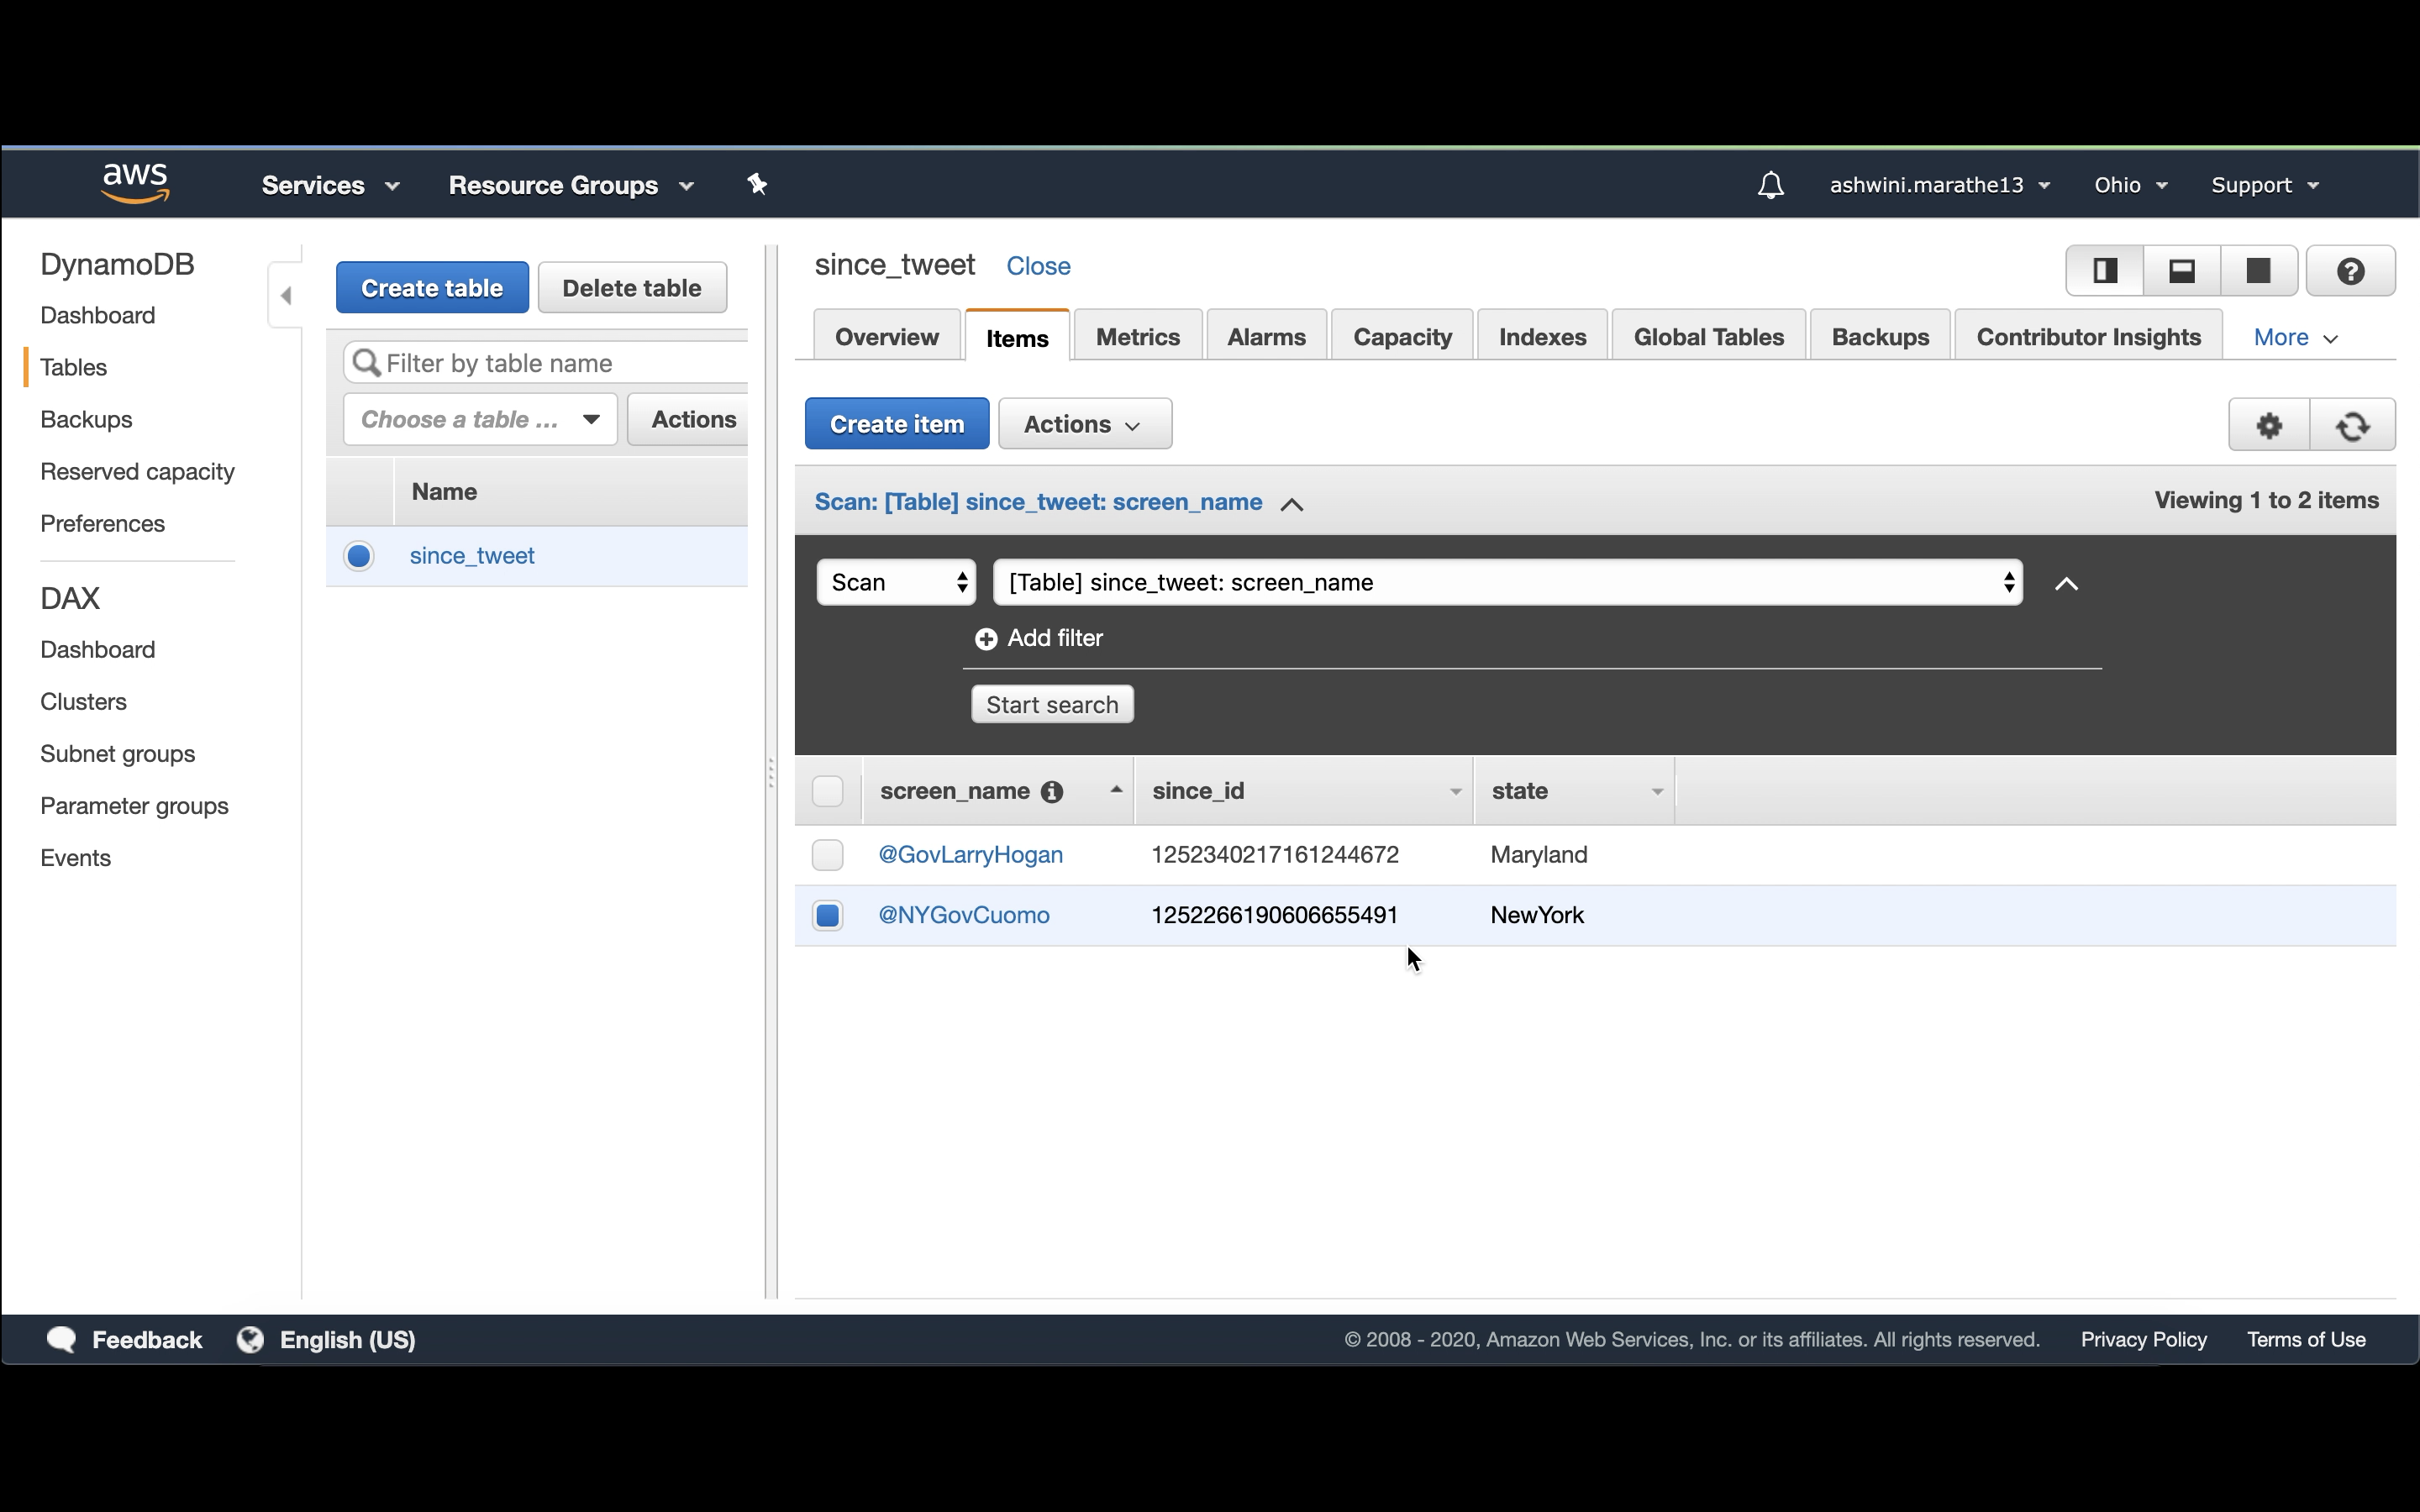 aws Services Resource Groups ashwini.marathe13 Ohio Support
DynamoDB
Dashboard
Tables
Backups
Reserved capacity
Preferences
DAX
Dashboard
Clusters
Subnet groups
Parameter groups
Events
Create table Delete table
Filter by table name
Choose a table ... Actions
Name
since_tweet
since_tweet Close
Overview Items Metrics Alarms Capacity Indexes Global Tables Backups Contributor Insights More
Create item Actions
Scan: [Table] since_tweet: screen_name Viewing 1 to 2 items
Scan [Table] since_tweet: screen_name
Add filter
Start search
screen_name since_id state
@GovLarryHogan 1252340217161244672 Maryland
@NYGovCuomo 1252266190606655491 NewYork
Feedback English (US) © 2008 - 2020, Amazon Web Services, Inc. or its affiliates. All rights reserved. Privacy Policy Terms of Use